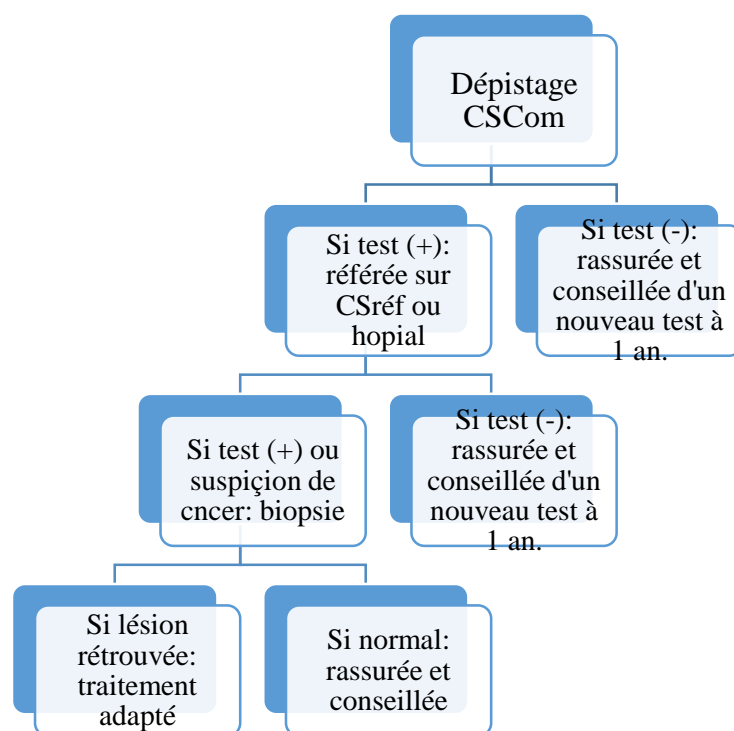 Dépistage
CSCom
Si test (+):
référée sur
CSréf ou
hopial
Si test (-):
rassurée et
conseillée d'un
nouveau test à
1 an.
Si test (+) ou
suspiçion de
cncer: biopsie
Si test (-):
rassurée et
conseillée d'un
nouveau test à
1 an.
Si lésion
rétrouvée:
traitement
adapté
Si normal:
rassurée et
conseillée